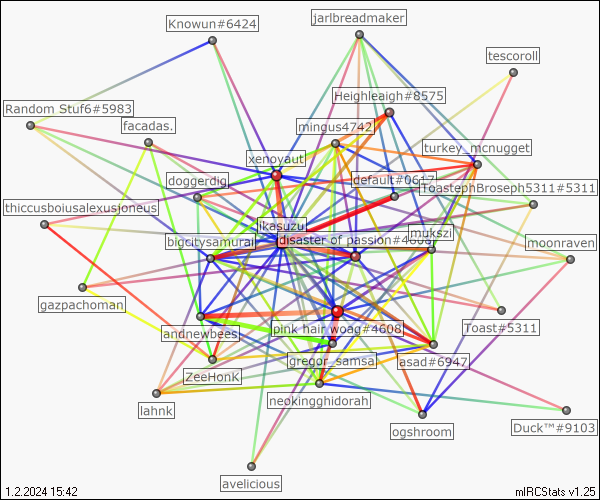 Knowun#6424
jarlbreadmaker
tescoroll
Heighleaigh#8575
Random Stuf6#5983
facadas.
mingus4742
turkey_mcnugget
xenoyaut
doggerdig
default#0617
ToastephBroseph5311#5311
thiccusboiusalexusjoneus
ikasuzu
mukszi
bigcitysamurai
disaster of passion#4808
moonraven
gazpachoman
andnewbees
pink hair woag#4608
Toast#5311
gregor_samsa
asad#6947
ZeeHonK
neokingghidorah
lahnk
ogshroom
Duck™#9103
avelicious
1.2.2024 15:42
mIRCStats v1.25